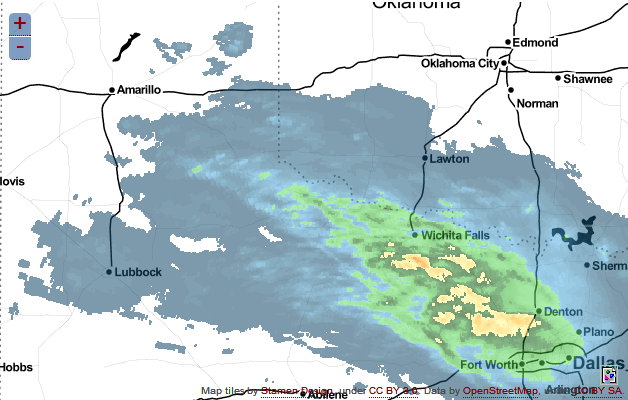 Oklahoma
+
-
Edmond
Oklahoma City
Shawnee
Amarillo
Norman
Lawton
ovis
Wichita Falls
Lubbock
Sherm
Denton
Plano
Hobbs
Fort Worth
Dallas
Arlington
Abilene
Map tiles by Stamen Design, under CC BY 3.0. Data by OpenStreetMap, under CC BY SA.